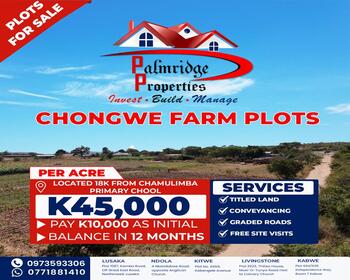 PLOTS
FOR SALE
Palmridge
Properties
Invest · Build · Manage
CHONGWE FARM PLOTS
PER ACRE
LOCATED 18K FROM CHAMULIMBA
PRIMARY CHOOL
K45,000
PAY K10,000 AS INITIAL
BALANCE IN 12 MONTHS
SERVICES
TITLED LAND
CONVEYANCING
GRADED ROADS
FREE SITE VISITS
0973593306
0771881410
LUSAKA
NDOLA
KITWE
LIVINGSTONE
KABWE